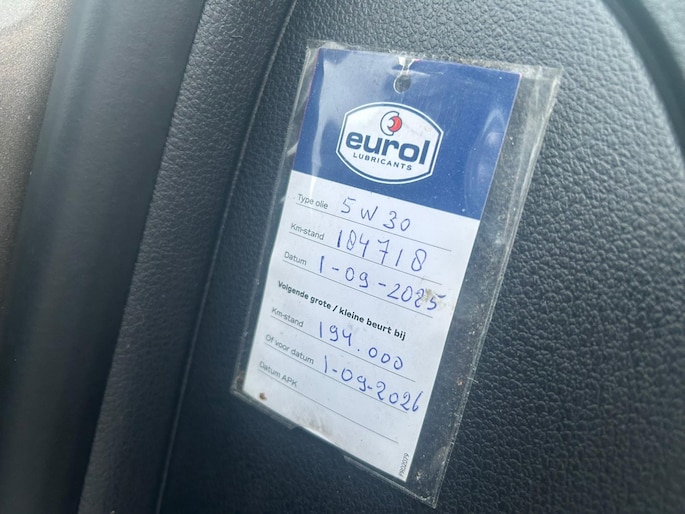 eurol
LUBRICANTS
Type olie 5W30
Km-stand 184718
Datum 1-09-2025
Volgende grote / kleine beurt bij
Km-stand 194.000
Of voor datum 1-09-2026
Datum APK
PR02079